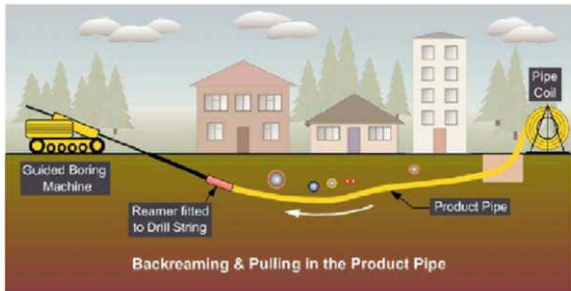 Pipe
Coil
Guided Boring
Machine
Reamer fitted
to Drill String
Product Pipe
Backreaming & Pulling in the Product Pipe